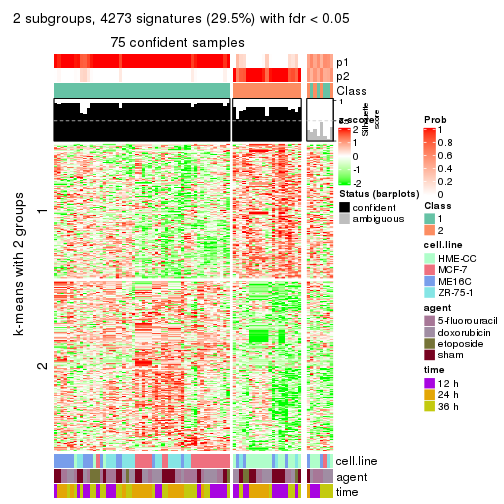 2 subgroups, 4273 signatures (29.5%) with fdr < 0.05
75 confident samples
p1
p2
Class
1
Silhouette
score
z-score
2
1
0
-1
-2
Status (barplots)
confident
ambiguous
Prob
1
0.8
0.6
0.4
0.2
0
Class
1
2
cell.line
HME-CC
MCF-7
ME16C
ZR-75-1
agent
5-fluorouracil
doxorubicin
etoposide
sham
time
12 h
24 h
36 h
k-means with 2 groups
1
2
cell.line
agent
time